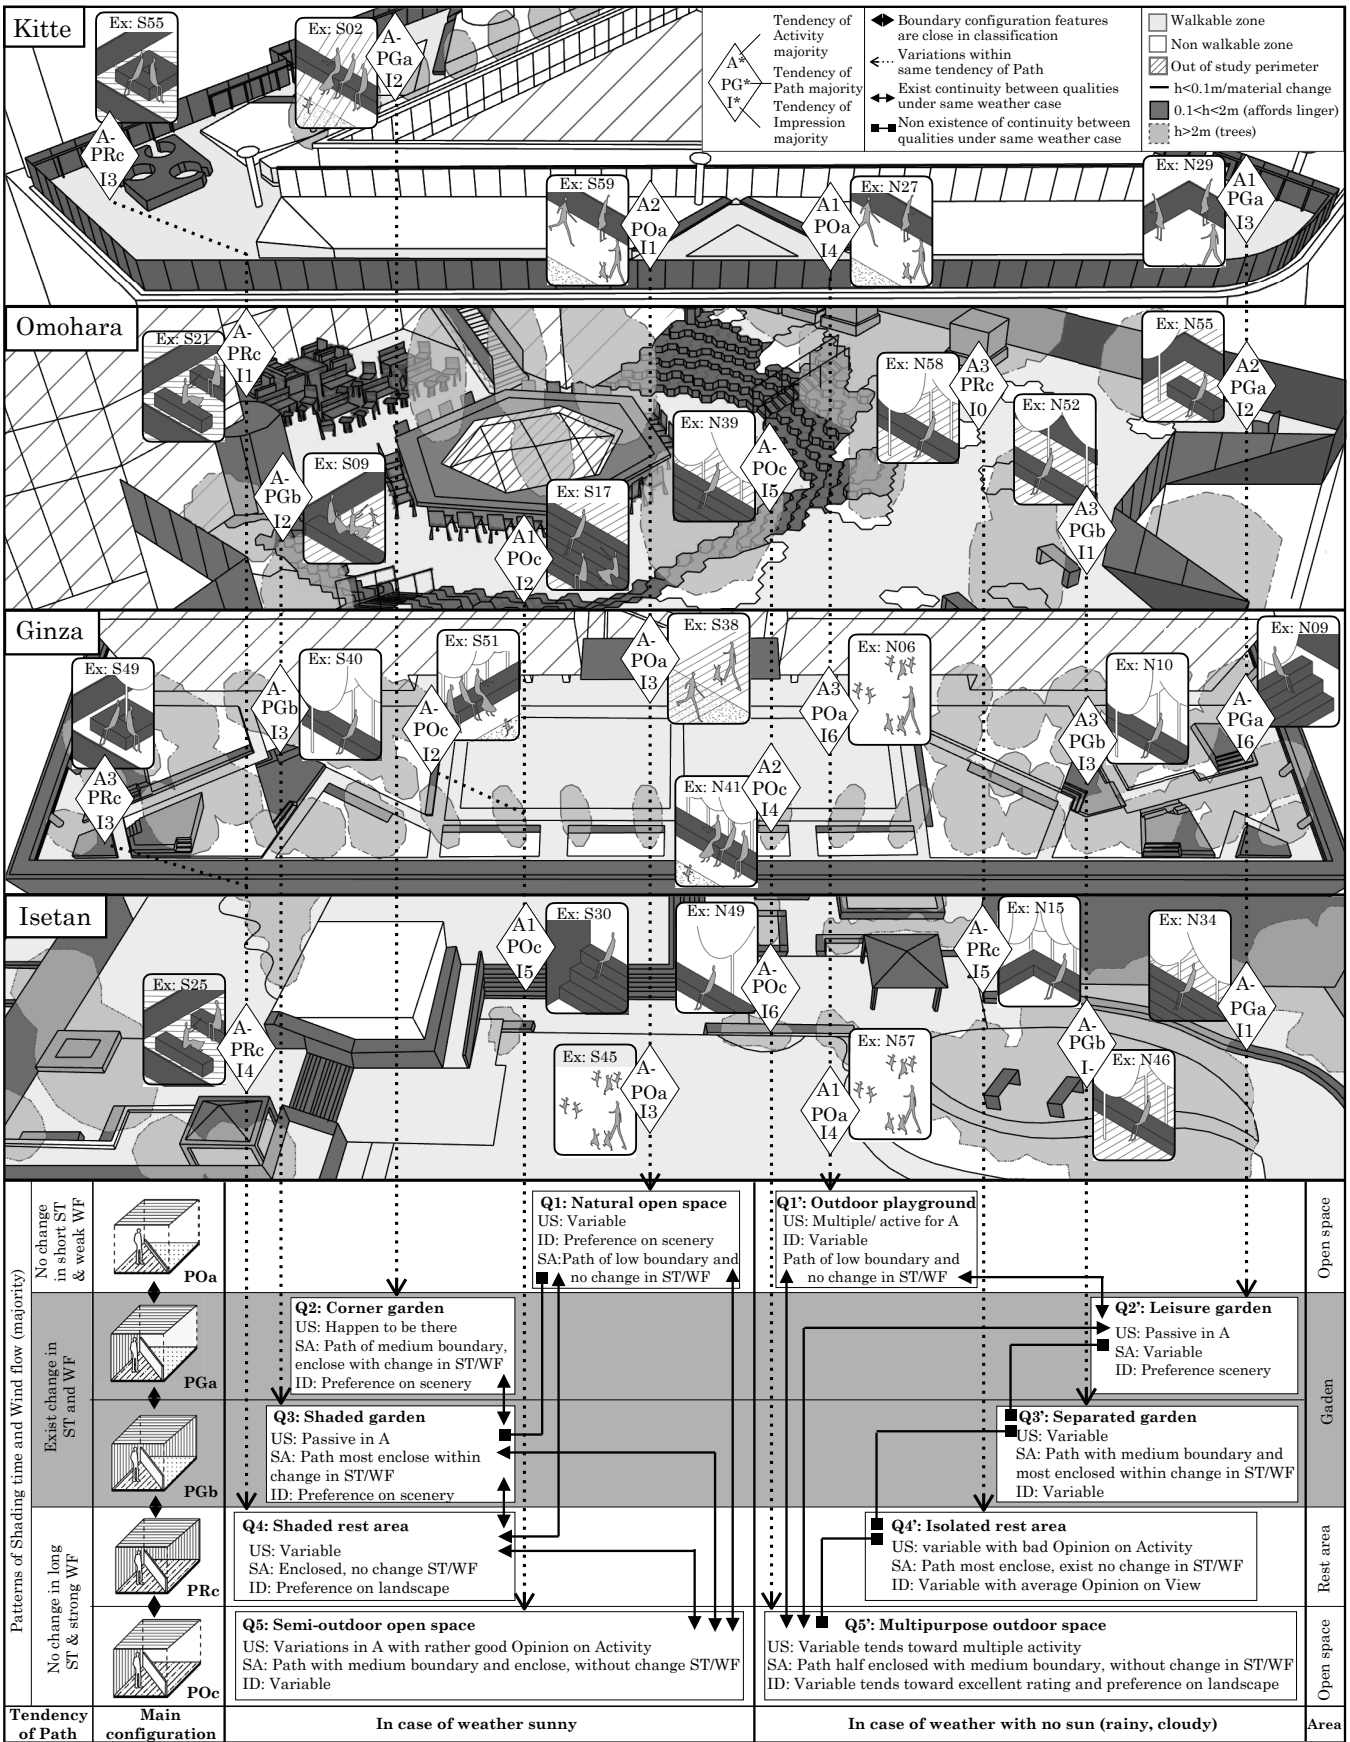 Kitte
Ex: S55
A-
PRc
I3
Ex: S02
A-
PGa
I2
A*
PG*
I*
Tendency of
Activity
majority
Tendency of
Path majority
Tendency of
Impression
majority
Boundary configuration features
are close in classification
Variations within
same tendency of Path
Exist continuity between qualities
under same weather case
Non existence of continuity between
qualities under same weather case
Walkable zone
Non walkable zone
Out of study perimeter
h<0.1m/material change
0.1<h<2m (affords linger)
h>2m (trees)
Ex: S59
A2
POa
I1
A1
POa
I4
Ex: N27
Ex: N29
A1
PGa
I3
Omohara
Ex: S21
A-
PRc
I1
A-
PGb
I2
Ex: S09
A1
POc
I2
Ex: S17
Ex: N39
A-
POc
I5
Ex: N58
A3
PRc
I0
Ex: N52
A3
PGb
I1
Ex: N55
A2
PGa
I2
Ginza
Ex: S49
A3
PRc
I3
A-
PGb
I3
Ex: S40
A-
POc
I2
Ex: S51
A-
POa
I3
Ex: S38
Ex: N41
A2
POc
I4
A3
POa
I6
Ex: N06
A3
PGb
I3
Ex: N10
A-
PGa
I6
Ex: N09
Isetan
Ex: S25
A-
PRc
I4
A1
POc
I5
Ex: S30
Ex: S45
A-
POa
I3
Ex: N49
A-
POc
I6
A1
POa
I4
Ex: N57
A-
PRc
I5
Ex: N15
A-
PGb
I-
Ex: N46
Ex: N34
A-
PGa
I1
Patterns of Shading time and Wind flow (majority)
No change
in short ST
& weak WF
Exist change in
ST and WF
No change in long
ST & strong WF
POa
PGa
PGb
PRc
POc
Q1: Natural open space
US: Variable
ID: Preference on scenery
SA:Path of low boundary and
no change in ST/WF
Q1': Outdoor playground
US: Multiple/ active for A
ID: Variable
Path of low boundary and
no change in ST/WF
Q2: Corner garden
US: Happen to be there
SA: Path of medium boundary,
enclose with change in ST/WF
ID: Preference on scenery
Q2': Leisure garden
US: Passive in A
SA: Variable
ID: Preference scenery
Q3: Shaded garden
US: Passive in A
SA: Path most enclose within
change in ST/WF
ID: Preference on scenery
Q3': Separated garden
US: Variable
SA: Path with medium boundary and
most enclosed within change in ST/WF
ID: Variable
Q4: Shaded rest area
US: Variable
SA: Enclosed, no change ST/WF
ID: Preference on landscape
Q4': Isolated rest area
US: variable with bad Opinion on Activity
SA: Path most enclose, exist no change in ST/WF
ID: Variable with average Opinion on View
Q5: Semi-outdoor open space
US: Variations in A with rather good Opinion on Activity
SA: Path with medium boundary and enclose, without change ST/WF
ID: Variable
Q5': Multipurpose outdoor space
US: Variable tends toward multiple activity
SA: Path half enclosed with medium boundary, without change in ST/WF
ID: Variable tends toward excellent rating and preference on landscape
Open space
Gaden
Rest area
Open space
Tendency
of Path
Main
configuration
In case of weather sunny
In case of weather with no sun (rainy, cloudy)
Area